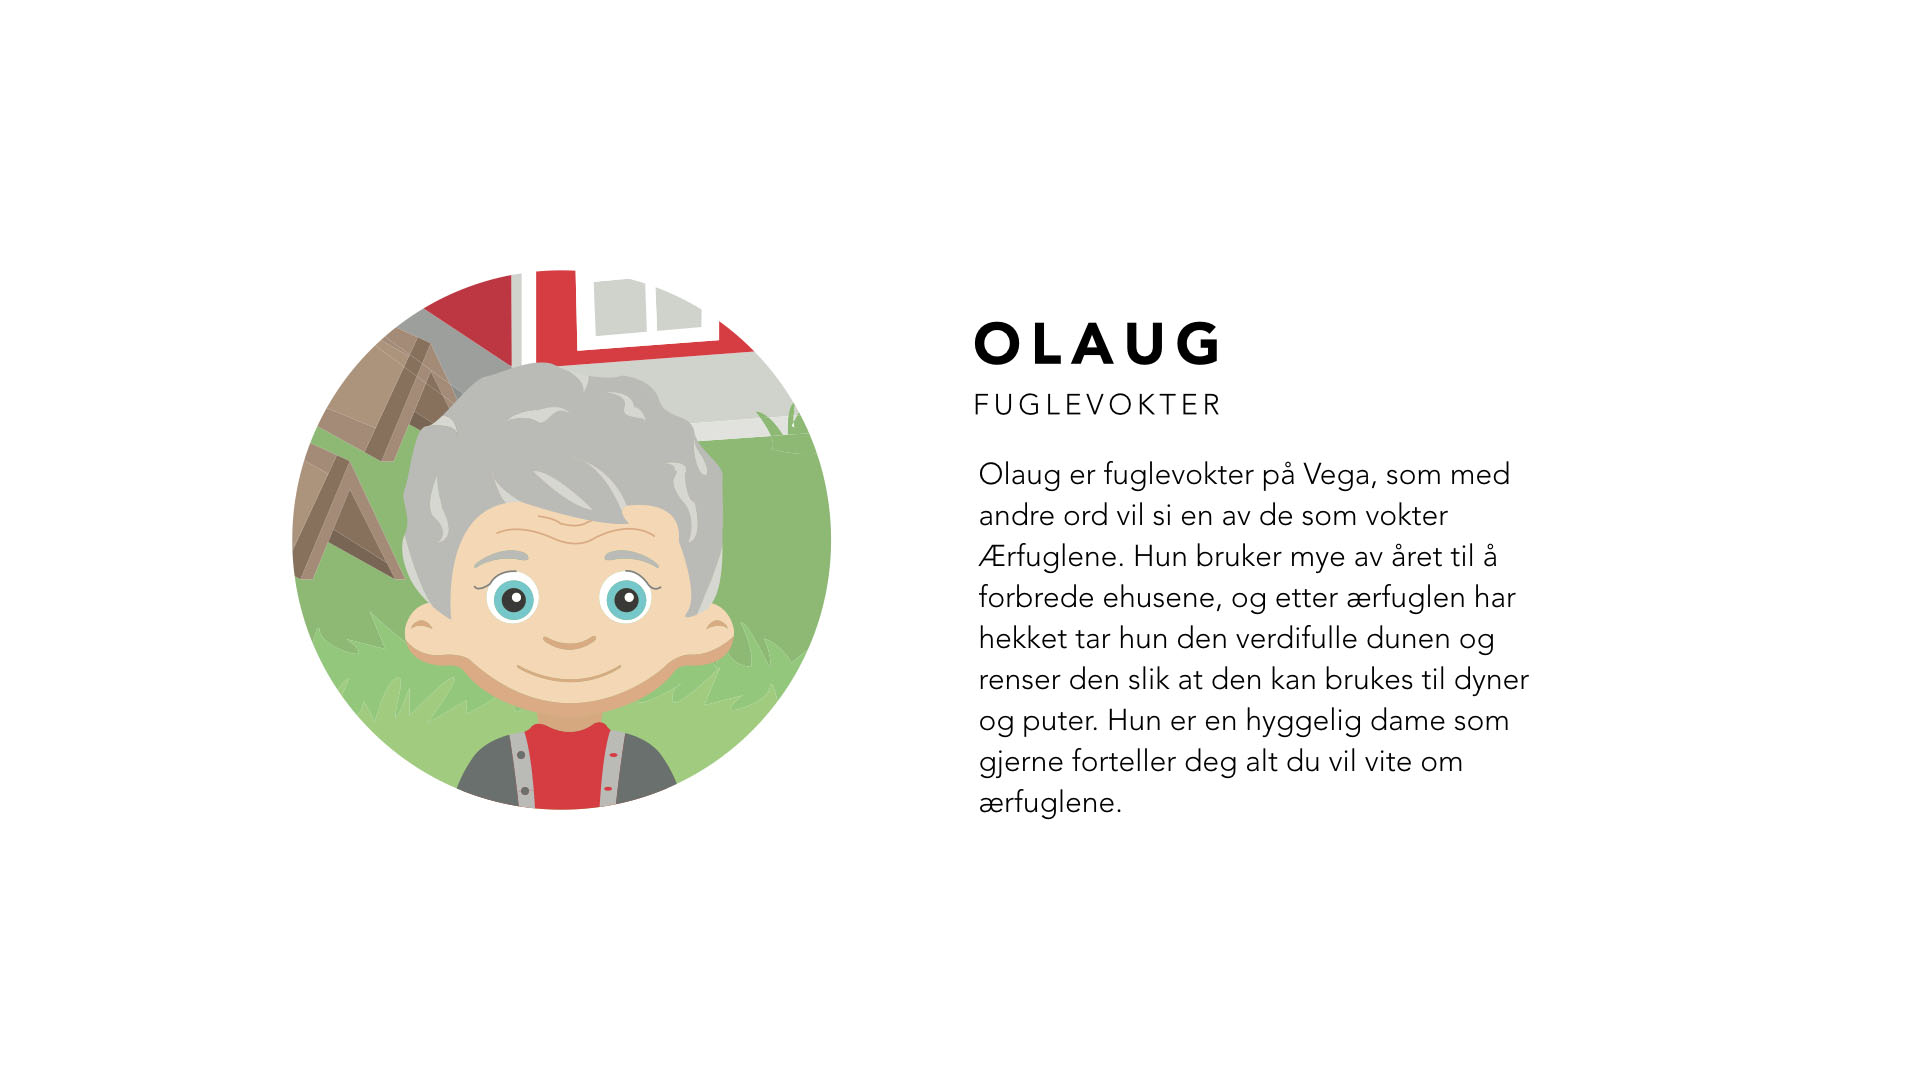 OLAUG
FUGLEVOKTER
Olaug er fuglevokter på Vega, som med
andre ord vil si en av de som vokter
Ærfuglene. Hun bruker mye av året til å
forbrede ehusene, og etter ærfuglen har
hekket tar hun den verdifulle dunen og
renser den slik at den kan brukes til dyner
og puter. Hun er en hyggelig dame som
gjerne forteller deg alt du vil vite om
ærfuglene.